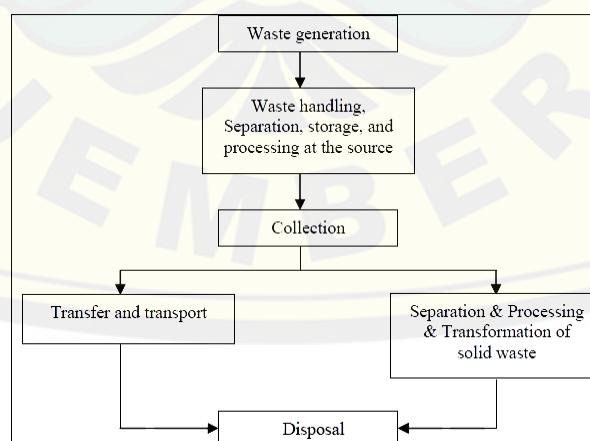 Waste generation
Waste handling,
Separation, storage, and
processing at the source
Collection
Transfer and transport
Separation & Processing
& Transformation of
solid waste
Disposal
EMBER